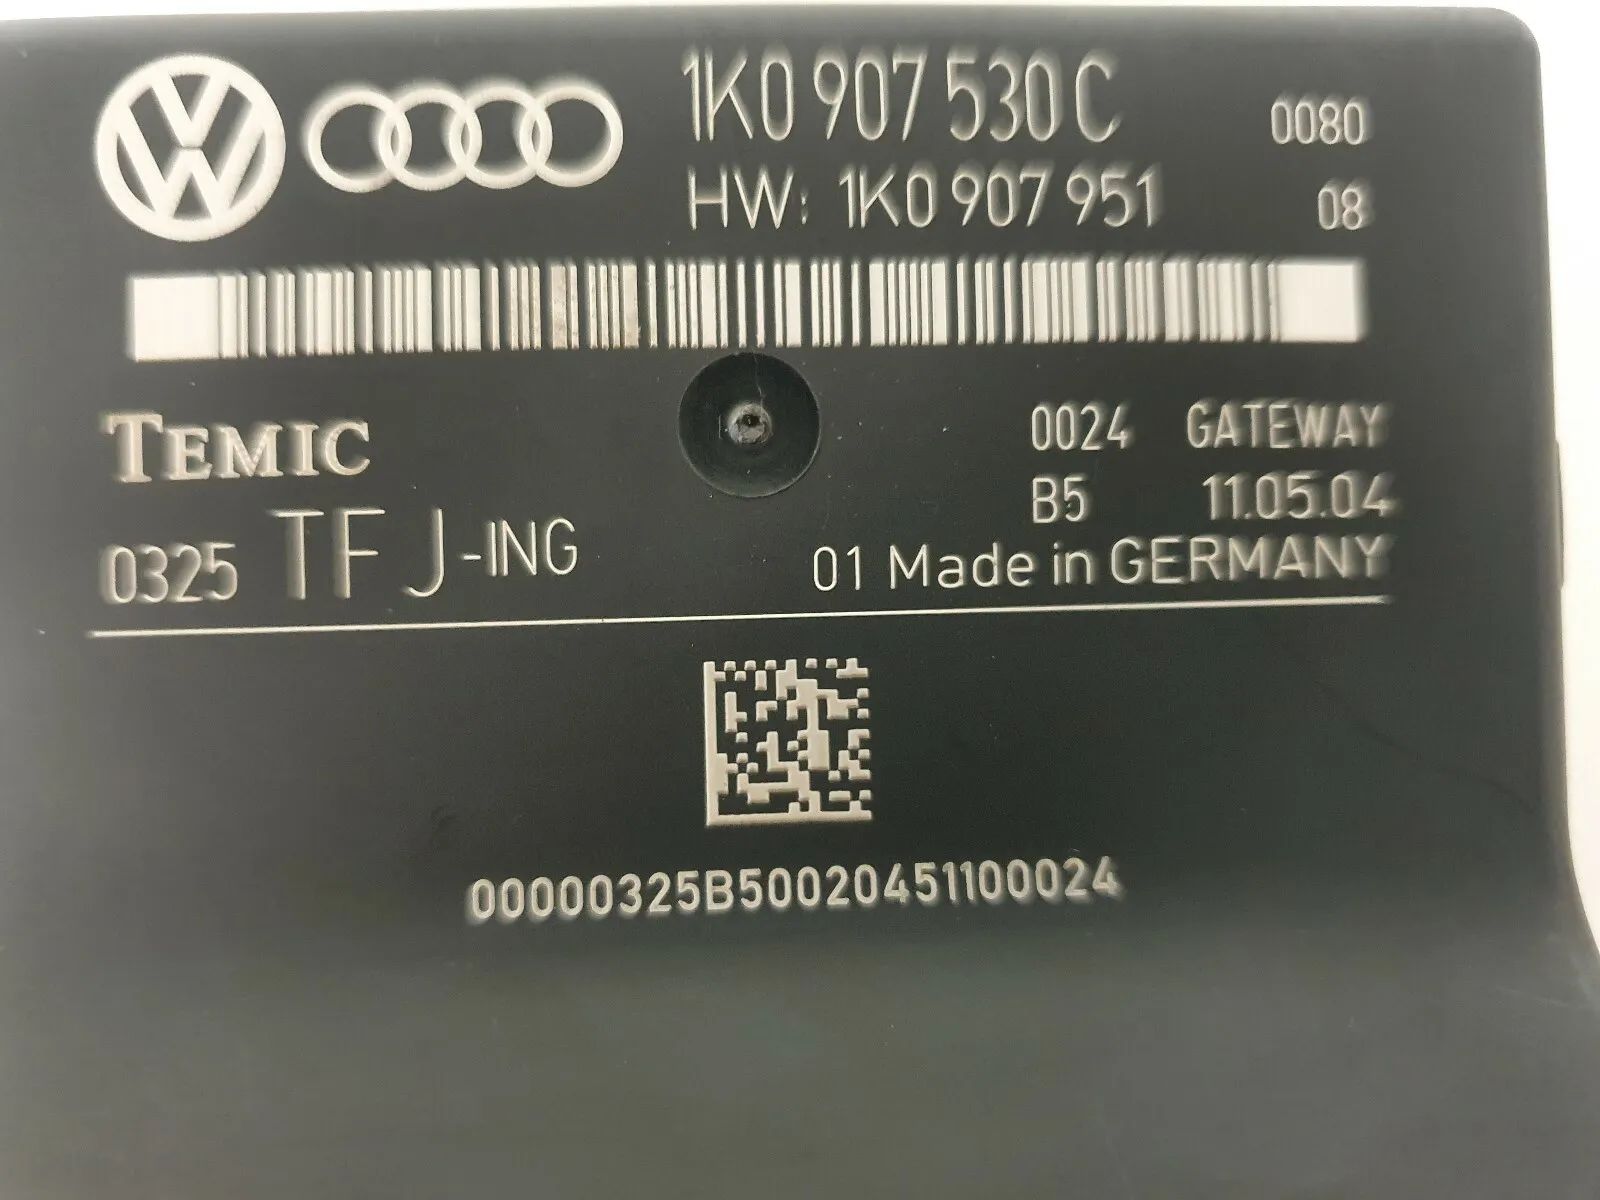 1K0 907 530 C 0080
HW: 1K0 907 951 08
TEMIC
0024 GATEWAY
B5 11.05.04
0325 TFJ-ING
01 Made in GERMANY
00000325B50020451100024